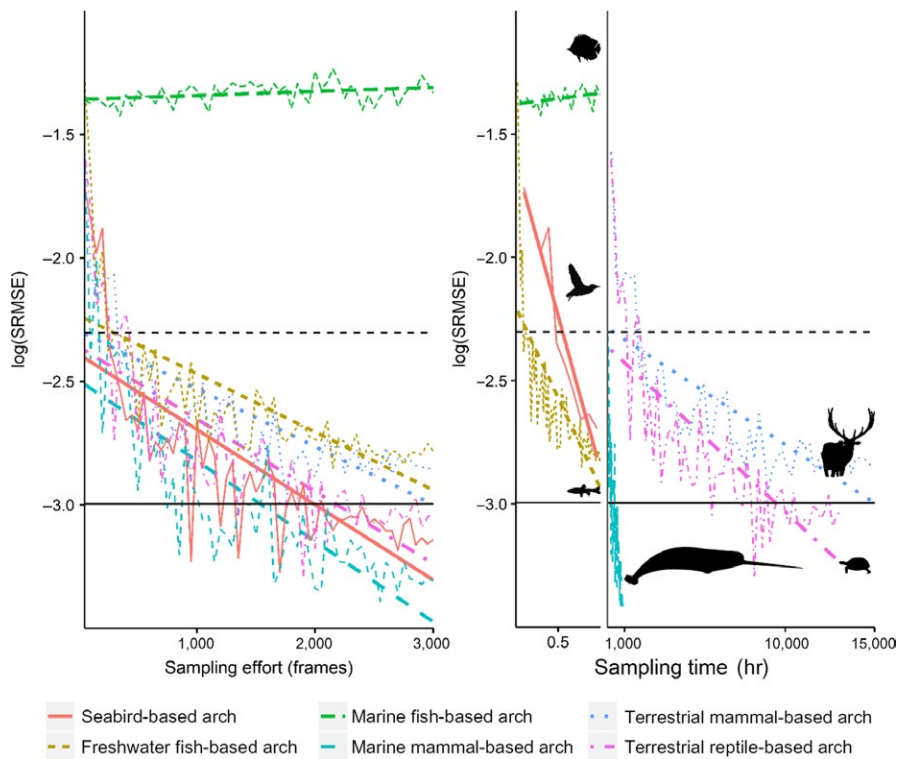 log(SRMSE)
−1.5
−2.0
−2.5
−3.0
1,000
2,000
3,000
Sampling effort (frames)
log(SRMSE)
−1.5
−2.0
−2.5
−3.0
0.5
1,000
10,000
15,000
Sampling time (hr)
Seabird-based arch
Marine fish-based arch
Terrestrial mammal-based arch
Freshwater fish-based arch
Marine mammal-based arch
Terrestrial reptile-based arch